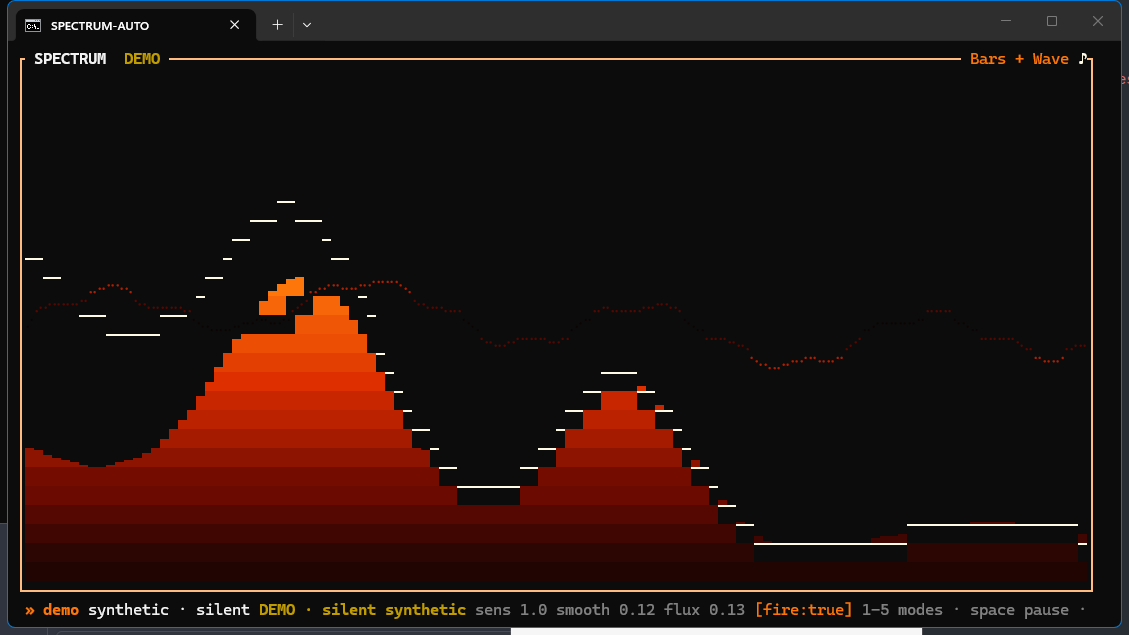 SPECTRUM-AUTO
SPECTRUM DEMO Bars + Wave ♪
» demo synthetic · silent DEMO · silent synthetic sens 1.0 smooth 0.12 flux 0.13 [fire:true] 1-5 modes · space pause ·